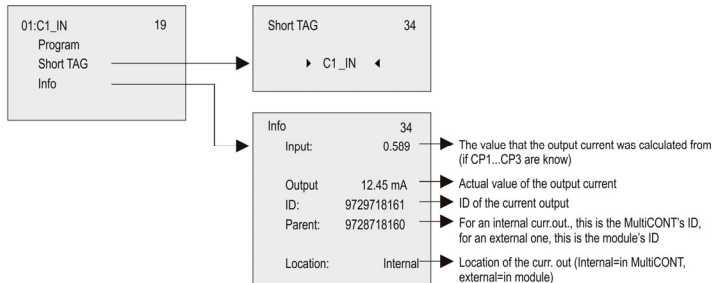 01:C1_IN 19
Program
Short TAG
Info
Short TAG 34
C1_IN
Info 34
Input: 0.589
The value that the output current was calculated from
(if CP1...CP3 are know)
Output 12.45 mA
Actual value of the output current
ID: 9729718161
ID of the current output
Parent: 9728718160
For an internal curr.out., this is the MultiCONT's ID,
for an external one, this is the module's ID
Location: Internal
Location of the curr. out (Internal=in MultiCONT,
external=in module)